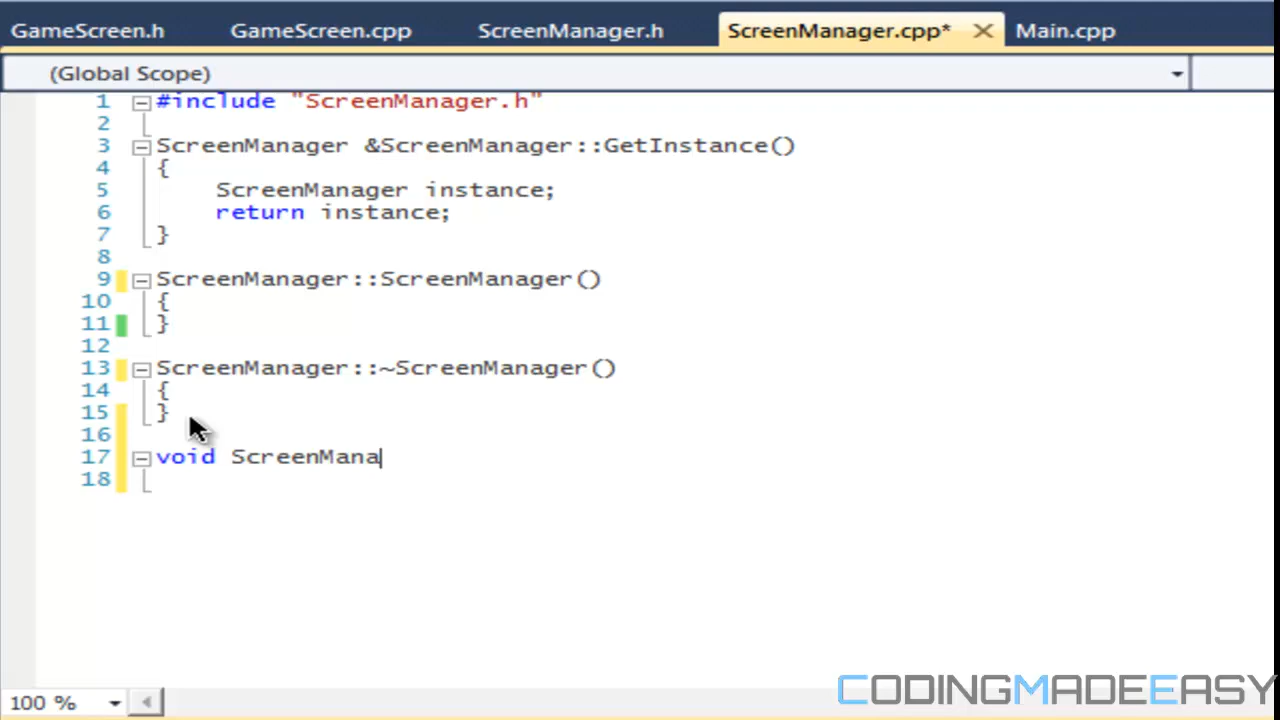 GameScreen.h GameScreen.cpp ScreenManager.h ScreenManager.cpp* Main.cpp
(Global Scope)
1 #include "ScreenManager.h"
2
3 ScreenManager &ScreenManager::GetInstance()
4 {
5 ScreenManager instance;
6 return instance;
7 }
8
9 ScreenManager::ScreenManager()
10 {
11 }
12
13 ScreenManager::~ScreenManager()
14 {
15 }
16
17 void ScreenMana
18
100 %
CODINGMADEEASY